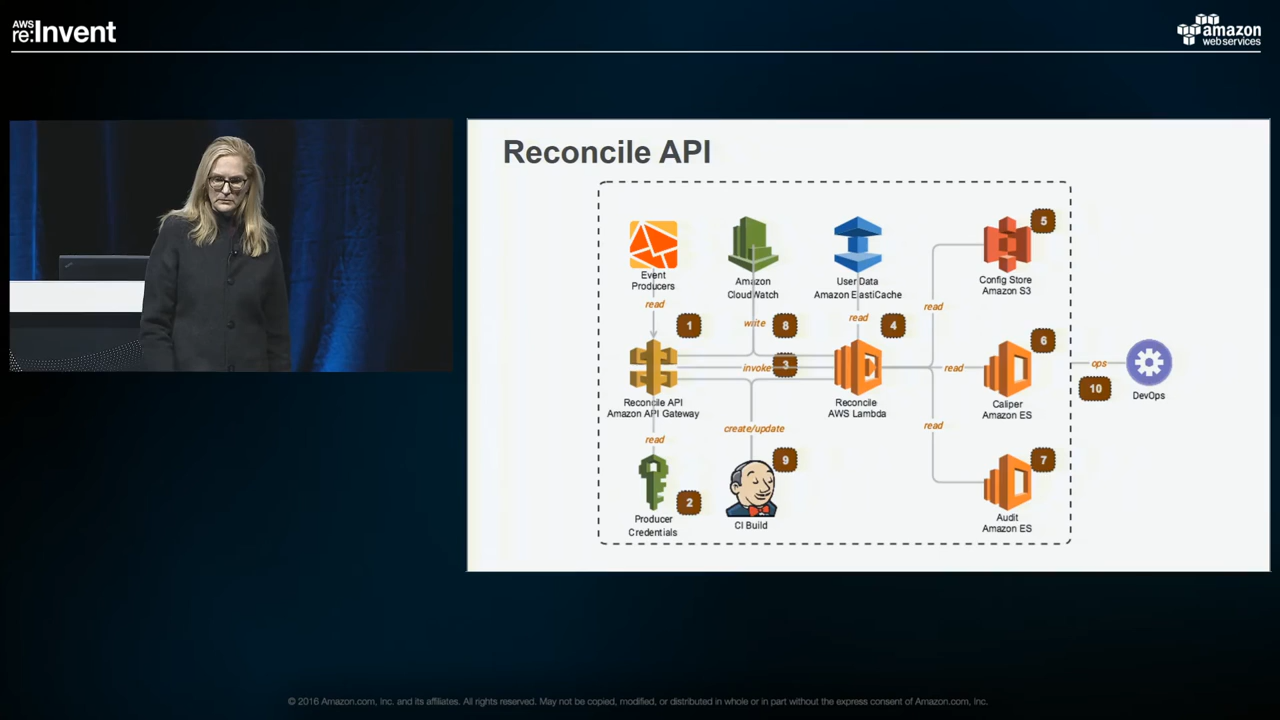 AWS
re:Invent
amazon
web services
Reconcile API
Event
Producers
read
1
Amazon
CloudWatch
write
8
User Data
Amazon ElastiCache
read
4
Config Store
Amazon S3
5
read
invoke
3
Reconcile API
Amazon API Gateway
Reconcile
AWS Lambda
read
Caliper
Amazon ES
6
ops
10
DevOps
read
create/update
read
Producer
Credentials
2
CI Build
9
Audit
Amazon ES
7
© 2016 Amazon.com, Inc. and its affiliates. All rights reserved. May not be copied, modified, or distributed in whole or in part without the express consent of Amazon.com, Inc.